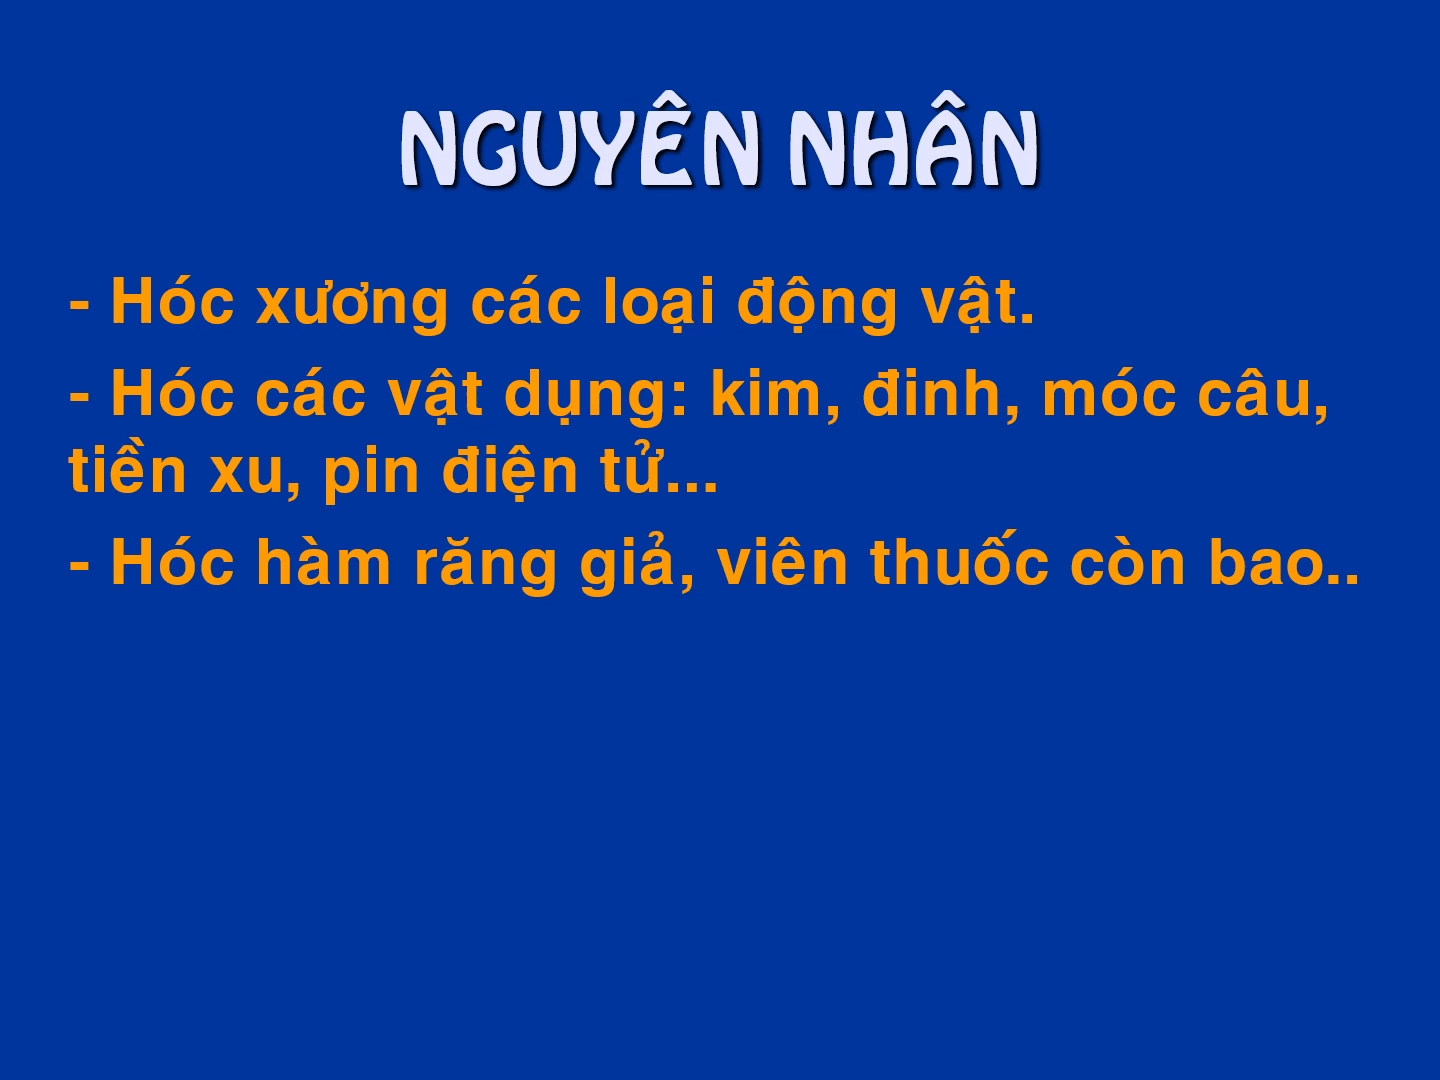 NGUYÊN NHÂN
- Hóc xương các loại động vật.
- Hóc các vật dụng: kim, đinh, móc câu,
tiền xu, pin điện tử...
- Hóc hàm răng giả, viên thuốc còn bao..